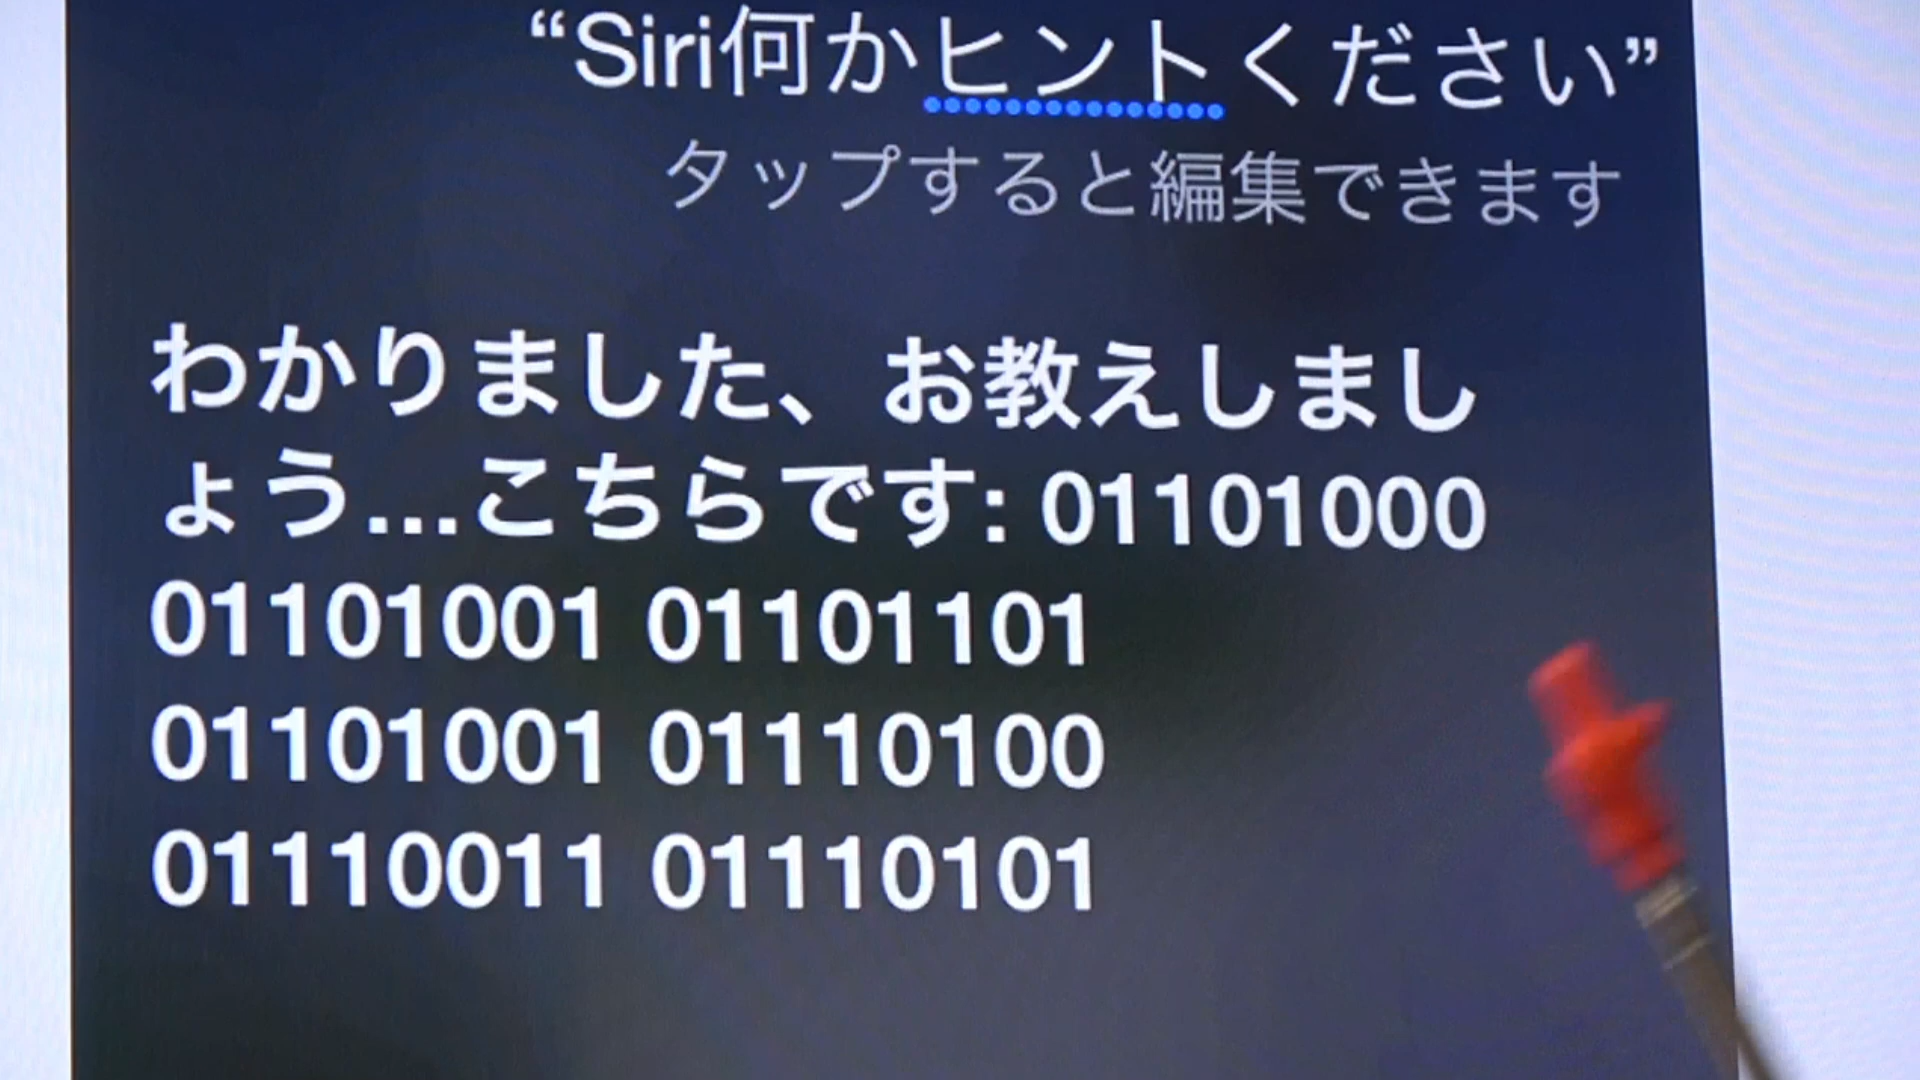 “Siri何かヒントください”
タップすると編集できます
わかりました、お教えしまし
ょう...こちらです: 01101000
01101001 01101101
01101001 01110100
01110011 01110101